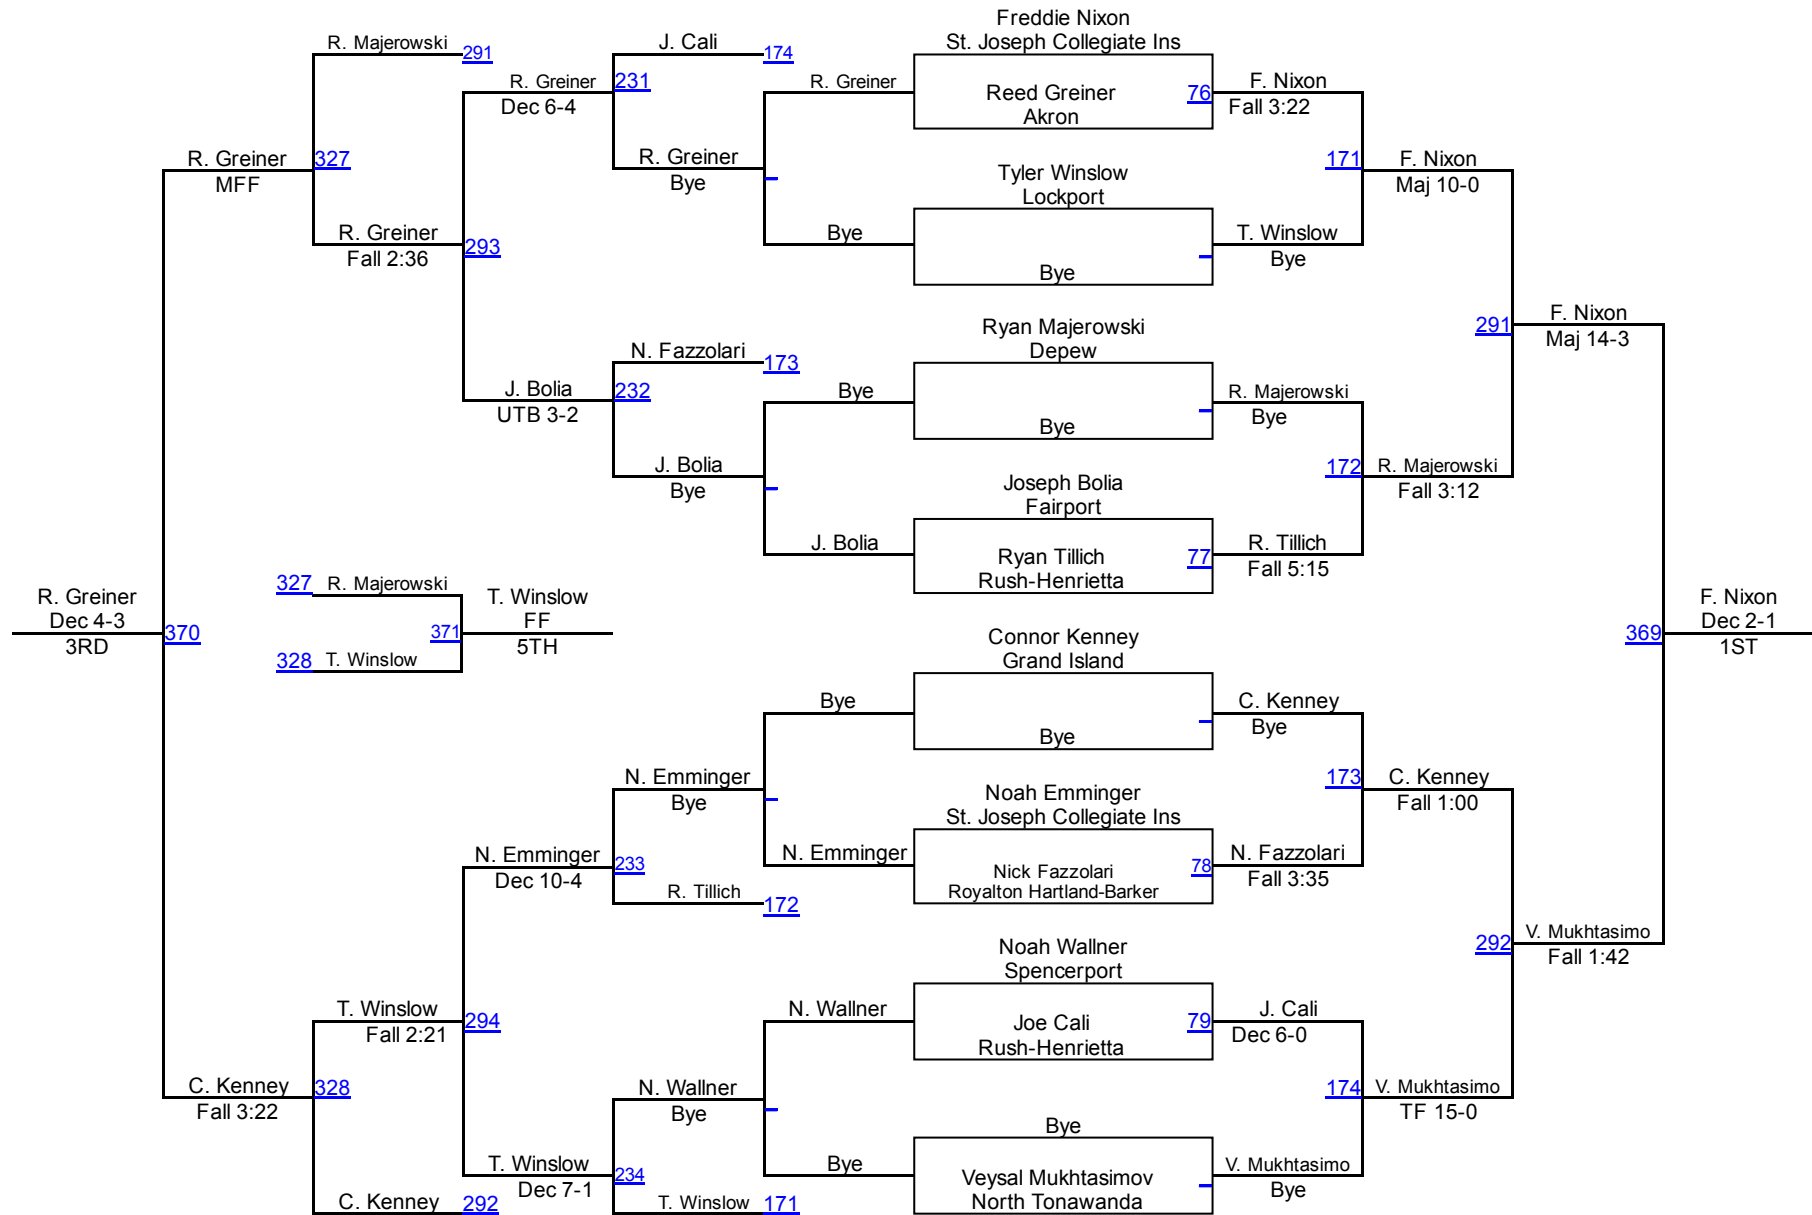 Freddie Nixon
St. Joseph Collegiate Ins
R. Majerowski
291
J. Cali
174
R. Greiner
231
Dec 6-4
R. Greiner
Reed Greiner
Akron
76
F. Nixon
Fall 3:22
R. Greiner
327
MFF
R. Greiner
Bye
Tyler Winslow
Lockport
171
F. Nixon
Maj 10-0
R. Greiner
Fall 2:36
293
Bye
Bye
T. Winslow
Bye
Ryan Majerowski
Depew
291
F. Nixon
Maj 14-3
N. Fazzolari
173
J. Bolia
232
UTB 3-2
Bye
Bye
R. Majerowski
Bye
J. Bolia
Bye
Joseph Bolia
Fairport
172
R. Majerowski
Fall 3:12
J. Bolia
Ryan Tillich
Rush-Henrietta
77
R. Tillich
Fall 5:15
R. Greiner
Dec 4-3
3RD
370
327
R. Majerowski
371
328
T. Winslow
T. Winslow
FF
5TH
Connor Kenney
Grand Island
369
F. Nixon
Dec 2-1
1ST
Bye
Bye
C. Kenney
Bye
N. Emminger
Bye
Noah Emminger
St. Joseph Collegiate Ins
173
C. Kenney
Fall 1:00
N. Emminger
Dec 10-4
233
N. Emminger
Nick Fazzolari
Royalton Hartland-Barker
78
N. Fazzolari
Fall 3:35
R. Tillich
172
Noah Wallner
Spencerport
292
V. Mukhtasimo
Fall 1:42
T. Winslow
Fall 2:21
294
N. Wallner
Joe Cali
Rush-Henrietta
79
J. Cali
Dec 6-0
C. Kenney
Fall 3:22
328
N. Wallner
Bye
174
V. Mukhtasimo
TF 15-0
Bye
T. Winslow
Dec 7-1
234
Bye
Veysal Mukhtasimov
North Tonawanda
V. Mukhtasimo
Bye
C. Kenney
292
T. Winslow
171